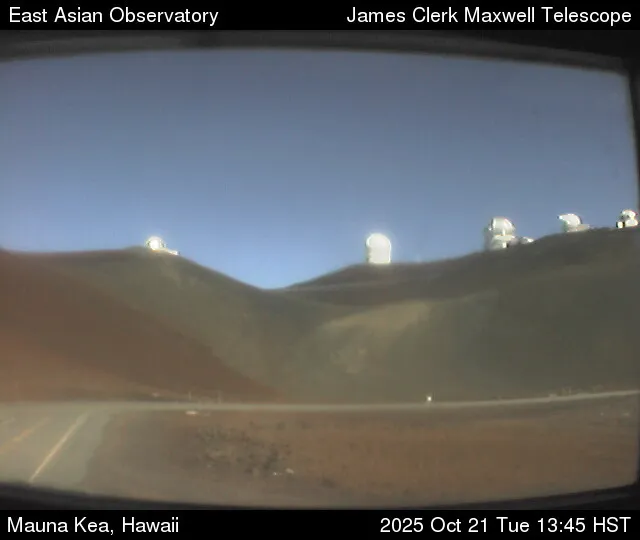 East Asian Observatory
James Clerk Maxwell Telescope
Mauna Kea, Hawaii
2025 Oct 21 Tue 13:45 HST